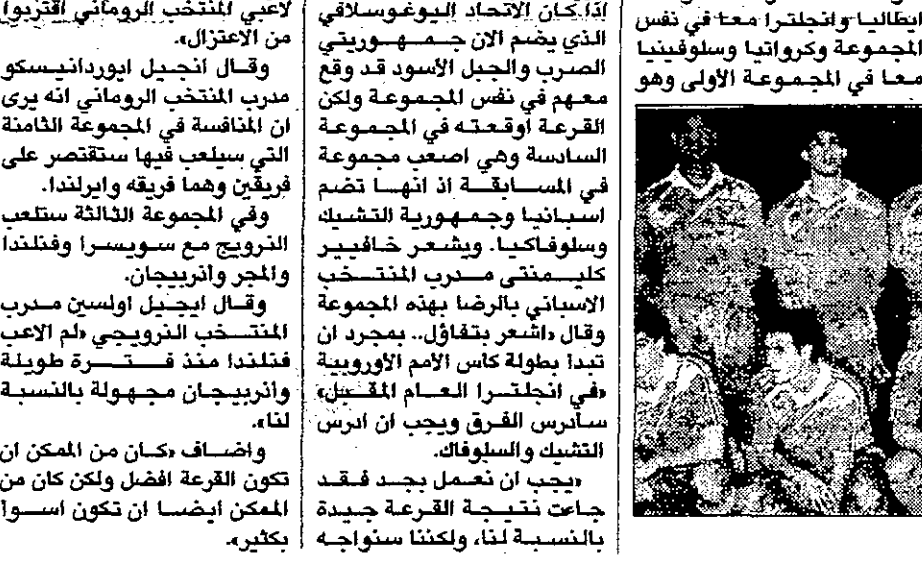 ايطاليا وانجلترا معا في نفس
المجموعة وكرواتيا وسلوفينيا
معا في المجموعة الأولى وهو
اذا كان الاتحاد اليوغوسلافي
الذي يضم الان جمهوريتي
الصرب والجبل الأسود قد وقع
معهم في نفس المجموعة ولكن
القرعة اوقعته في المجموعة
السادسة وهي اصعب مجموعة
في المسابقة اذ انها تضم
اسبانيا وجمهورية التشيك
وسلوفاكيا. ويشعر خافيير
كليمنتى مدرب المنتخب
الاسباني بالرضا بهذه المجموعة
وقال «اشعر بتفاؤل.. بمجرد ان
تبدا بطولة كاس الأمم الأوروبية
«في انجلترا العام المقبل»
سادرس الفرق ويجب ان ادرس
التشيك والسلوفاك.
«يجب ان نعمل بجد فقد
جاءت نتيجة القرعة جيدة
بالنسبة لنا، ولكننا سنواجه
لاعبي المنتخب الروماني اقتربوا
من الاعتزال».
وقال انجيل ايوردانيسكو
مدرب المنتخب الروماني انه يرى
ان المنافسة في المجموعة الثامنة
التي سيلعب فيها ستقتصر على
فريقين وهما فريقه وايرلندا.
وفي المجموعة الثالثة ستلعب
النرويج مع سويسرا وفنلندا
والمجر واذربيجان.
وقال ايجيل اولسين مدرب
المنتخب النرويجي «لم الاعب
فنلندا منذ فترة طويلة
واذربيجان مجهولة بالنسبة
لنا».
واضاف «كان من الممكن ان
تكون القرعة افضل ولكن كان من
الممكن ايضا ان تكون اسوأ
بكثير».